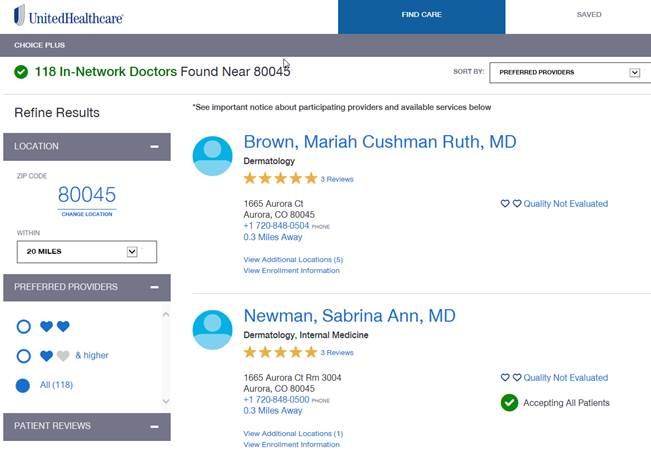 UnitedHealthcare®
FIND CARE
SAVED
CHOICE PLUS
118 In-Network Doctors Found Near 80045
SORT BY:
PREFERRED PROVIDERS
Refine Results
*See important notice about participating providers and available services below
LOCATION
ZIP CODE
80045
CHANGE LOCATION
WITHIN
20 MILES
PREFERRED PROVIDERS
& higher
All (118)
PATIENT REVIEWS
Brown, Mariah Cushman Ruth, MD
Dermatology
3 Reviews
1665 Aurora Ct
Aurora, CO 80045
+1 720-848-0504 PHONE
0.3 Miles Away
Quality Not Evaluated
View Additional Locations (5)
View Enrollment Information
Newman, Sabrina Ann, MD
Dermatology, Internal Medicine
3 Reviews
1665 Aurora Ct Rm 3004
Aurora, CO 80045
+1 720-848-0500 PHONE
0.3 Miles Away
Quality Not Evaluated
Accepting All Patients
View Additional Locations (1)
View Enrollment Information